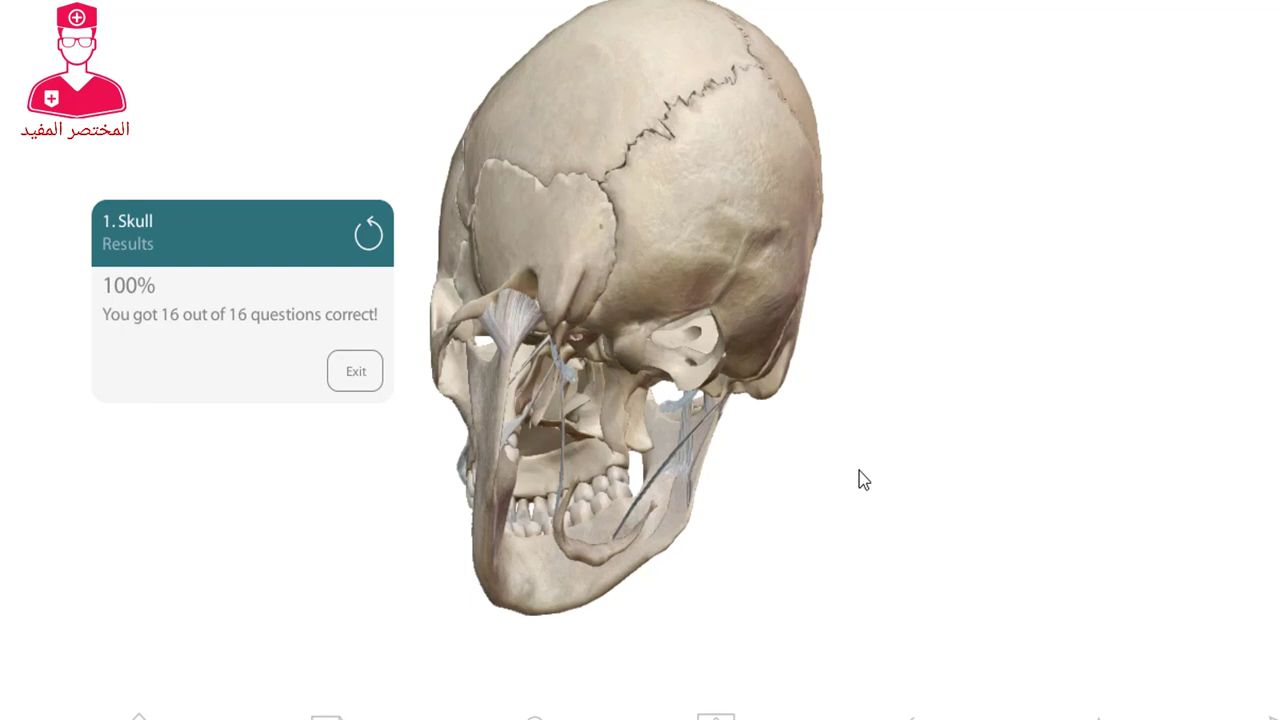 المختصر المفيد
1. Skull
Results
100%
You got 16 out of 16 questions correct!
Exit